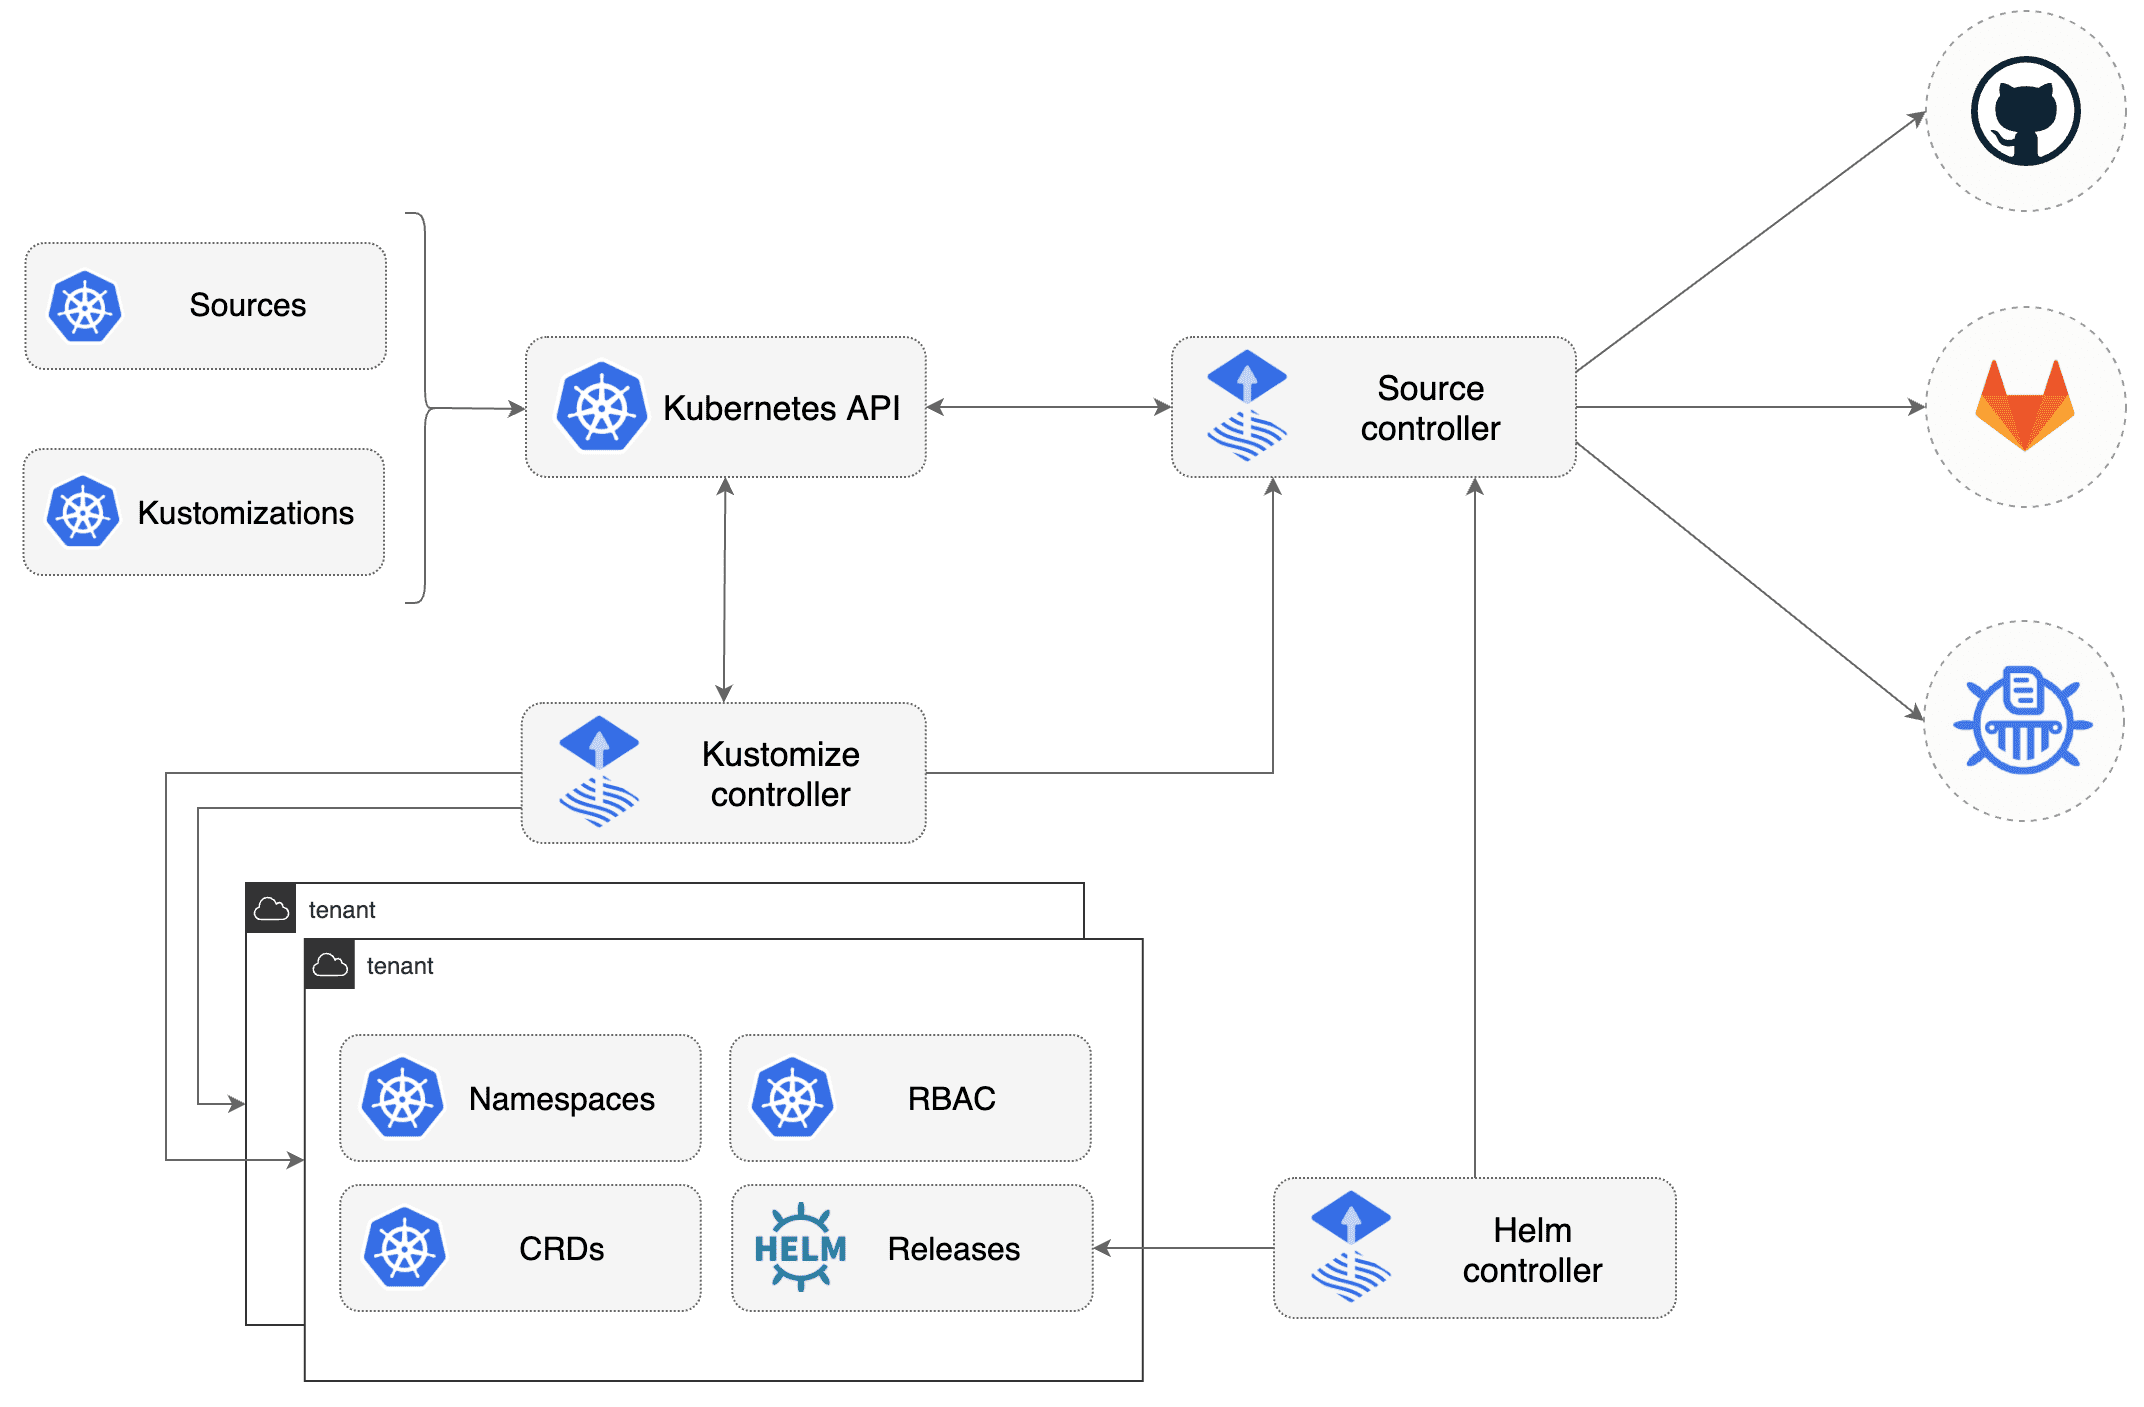 Sources
Kustomizations
Kubernetes API
Source
controller
Kustomize
controller
tenant
tenant
Namespaces
RBAC
CRDs
HELM
Releases
Helm
controller